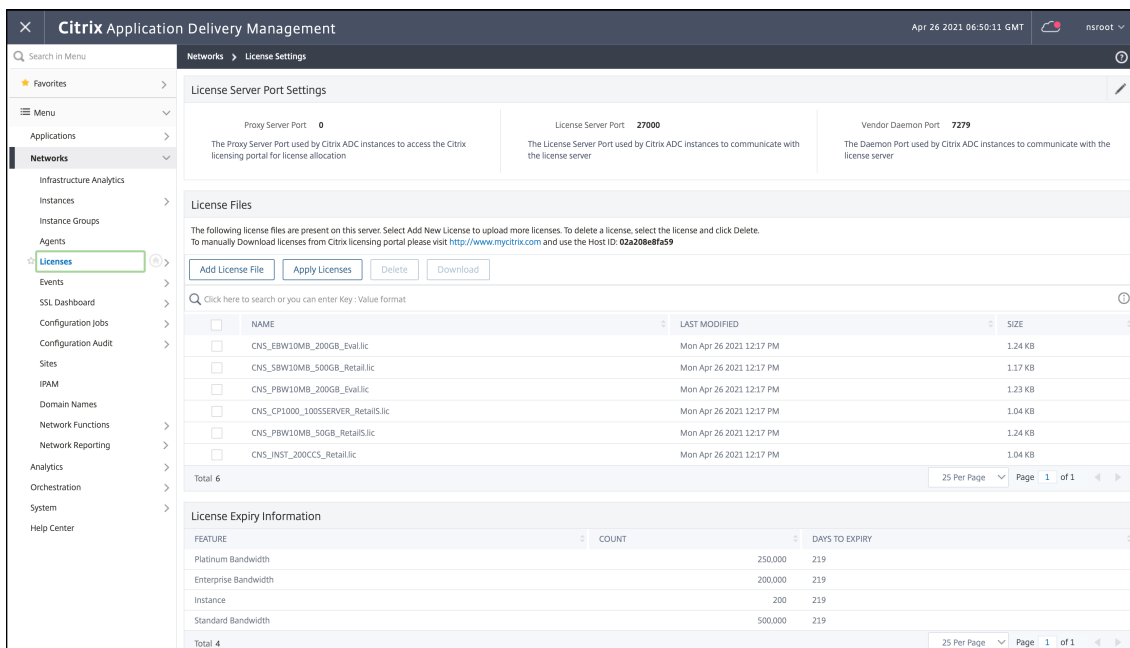 Citrix Application Delivery Management
Apr 26 2021 06:50:11 GMT
nsroot
Search in Menu
Networks > License Settings
Favorites
Menu
Applications
Networks
Infrastructure Analytics
Instances
Instance Groups
Agents
Licenses
Events
SSL Dashboard
Configuration Jobs
Configuration Audit
Sites
IPAM
Domain Names
Network Functions
Network Reporting
Analytics
Orchestration
System
Help Center
License Server Port Settings
Proxy Server Port 0
The Proxy Server Port used by Citrix ADC instances to access the Citrix
licensing portal for license allocation
License Server Port 27000
The License Server Port used by Citrix ADC instances to communicate with
the license server
Vendor Daemon Port 7279
The Daemon Port used by Citrix ADC instances to communicate with the
license server
License Files
The following license files are present on this server. Select Add New License to upload more licenses. To delete a license, select the license and click Delete.
To manually Download licenses from Citrix licensing portal please visit http://www.mycitrix.com and use the Host ID: 02a208e8fa59
Add License File Apply Licenses Delete Download
Click here to search or you can enter Key : Value format
NAME LAST MODIFIED SIZE
CNS_EBW10MB_200GB_Eval.lic Mon Apr 26 2021 12:17 PM 1.24 KB
CNS_SBW10MB_500GB_Retail.lic Mon Apr 26 2021 12:17 PM 1.17 KB
CNS_PBW10MB_200GB_Eval.lic Mon Apr 26 2021 12:17 PM 1.23 KB
CNS_CP1000_100SSERVER_RetailS.lic Mon Apr 26 2021 12:17 PM 1.04 KB
CNS_PBW10MB_50GB_RetailS.lic Mon Apr 26 2021 12:17 PM 1.24 KB
CNS_INST_200CCS_Retail.lic Mon Apr 26 2021 12:17 PM 1.04 KB
Total 6 25 Per Page Page 1 of 1
License Expiry Information
FEATURE COUNT DAYS TO EXPIRY
Platinum Bandwidth 250,000 219
Enterprise Bandwidth 200,000 219
Instance 200 219
Standard Bandwidth 500,000 219
Total 4 25 Per Page Page 1 of 1